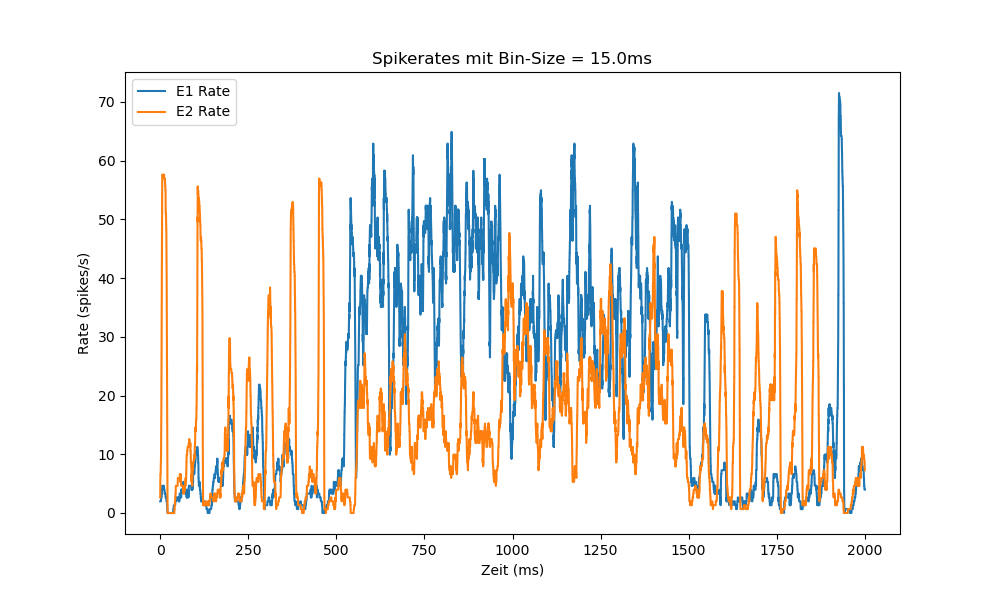 Spikerates mit Bin-Size = 15.0ms
E1 Rate
E2 Rate
Rate (spikes/s)
70
60
50
40
30
20
10
0
0 250 500 750 1000 1250 1500 1750 2000
Zeit (ms)